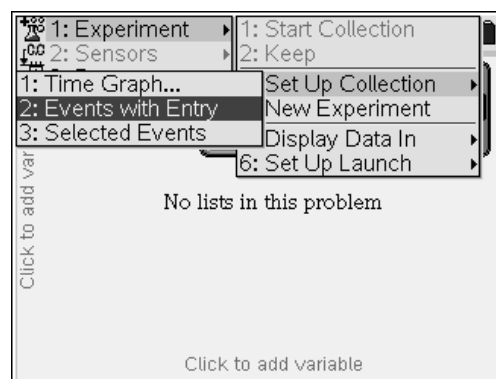 1: Experiment
2: Sensors
1: Start Collection
2: Keep
Set Up Collection
New Experiment
Display Data In
6: Set Up Launch
1: Time Graph...
2: Events with Entry
3: Selected Events
No lists in this problem
Click to add var
Click to add variable